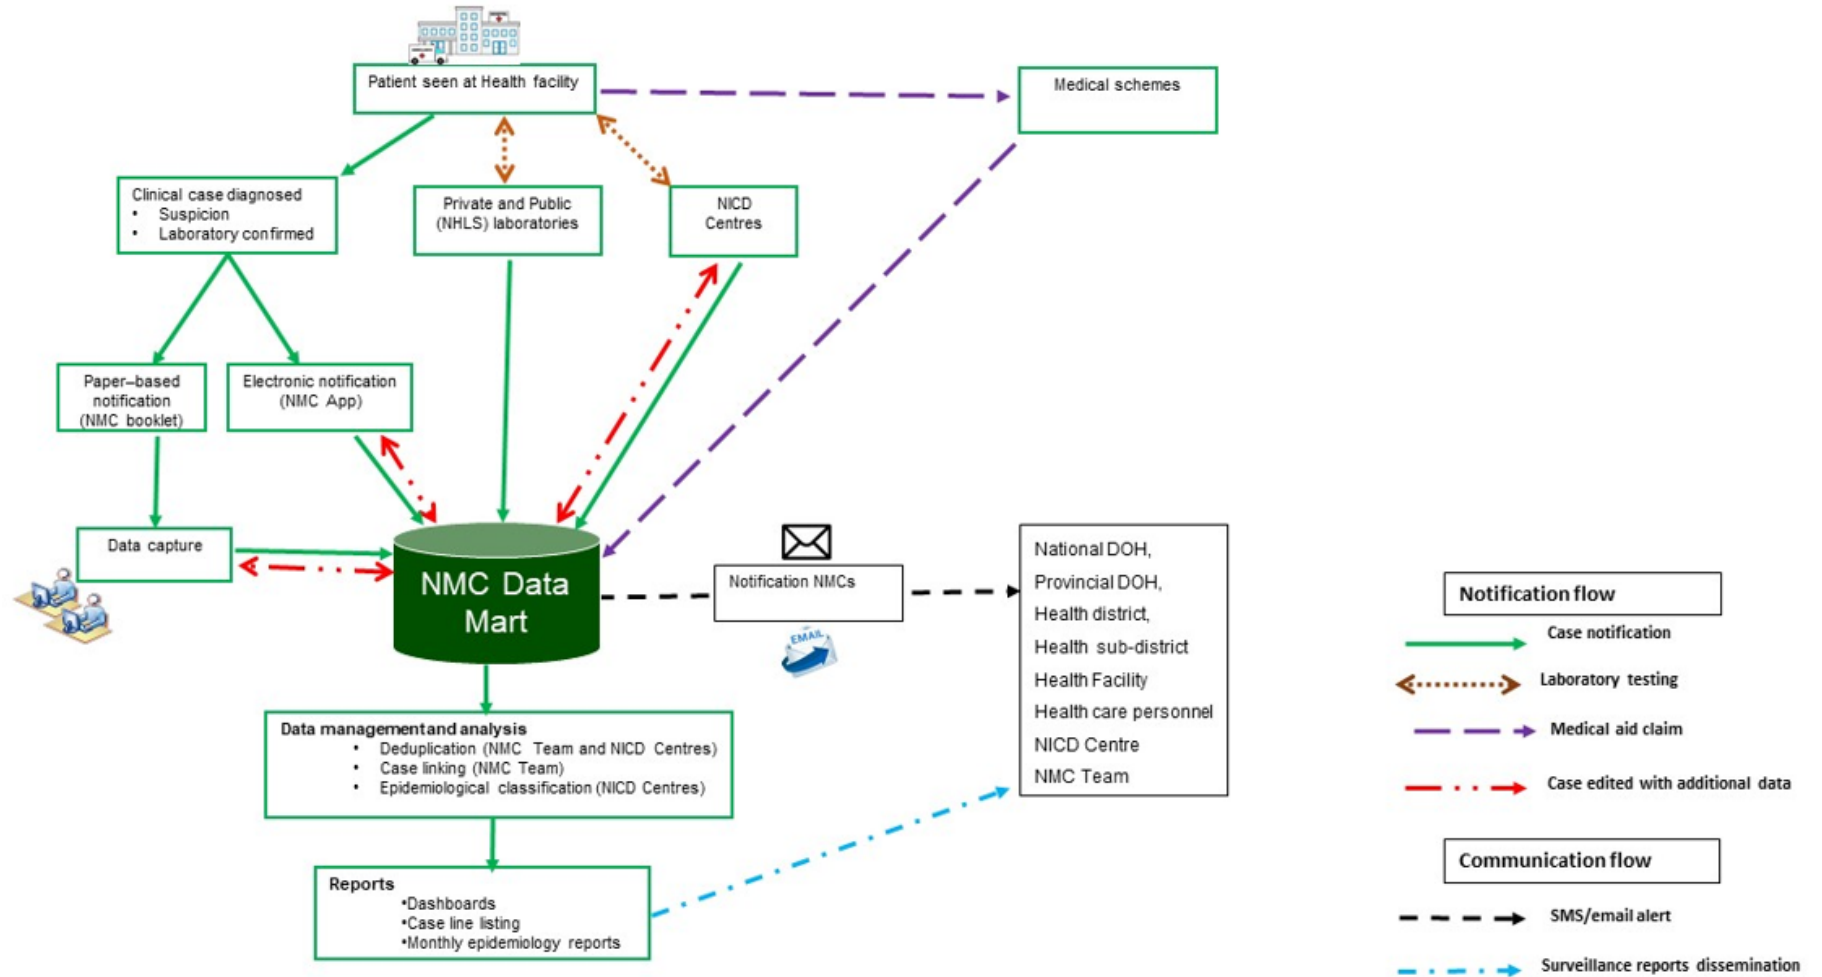 Patient seen at Health facility
Medical schemes
Clinical case diagnosed
• Suspicion
• Laboratory confirmed
Private and Public
(NHLS) laboratories
NICD
Centres
Paper–based
notification
(NMC booklet)
Electronic notification
(NMC App)
Data capture
NMC Data
Mart
Notification NMCs
EMAIL
National DOH,
Provincial DOH,
Health district,
Health sub-district
Health Facility
Health care personnel
NICD Centre
NMC Team
Data management and analysis
• Deduplication (NMC Team and NICD Centres)
• Case linking (NMC Team)
• Epidemiological classification (NICD Centres)
Reports
•Dashboards
•Case line listing
•Monthly epidemiology reports
Notification flow
Case notification
Laboratory testing
Medical aid claim
Case edited with additional data
Communication flow
SMS/email alert
Surveillance reports dissemination